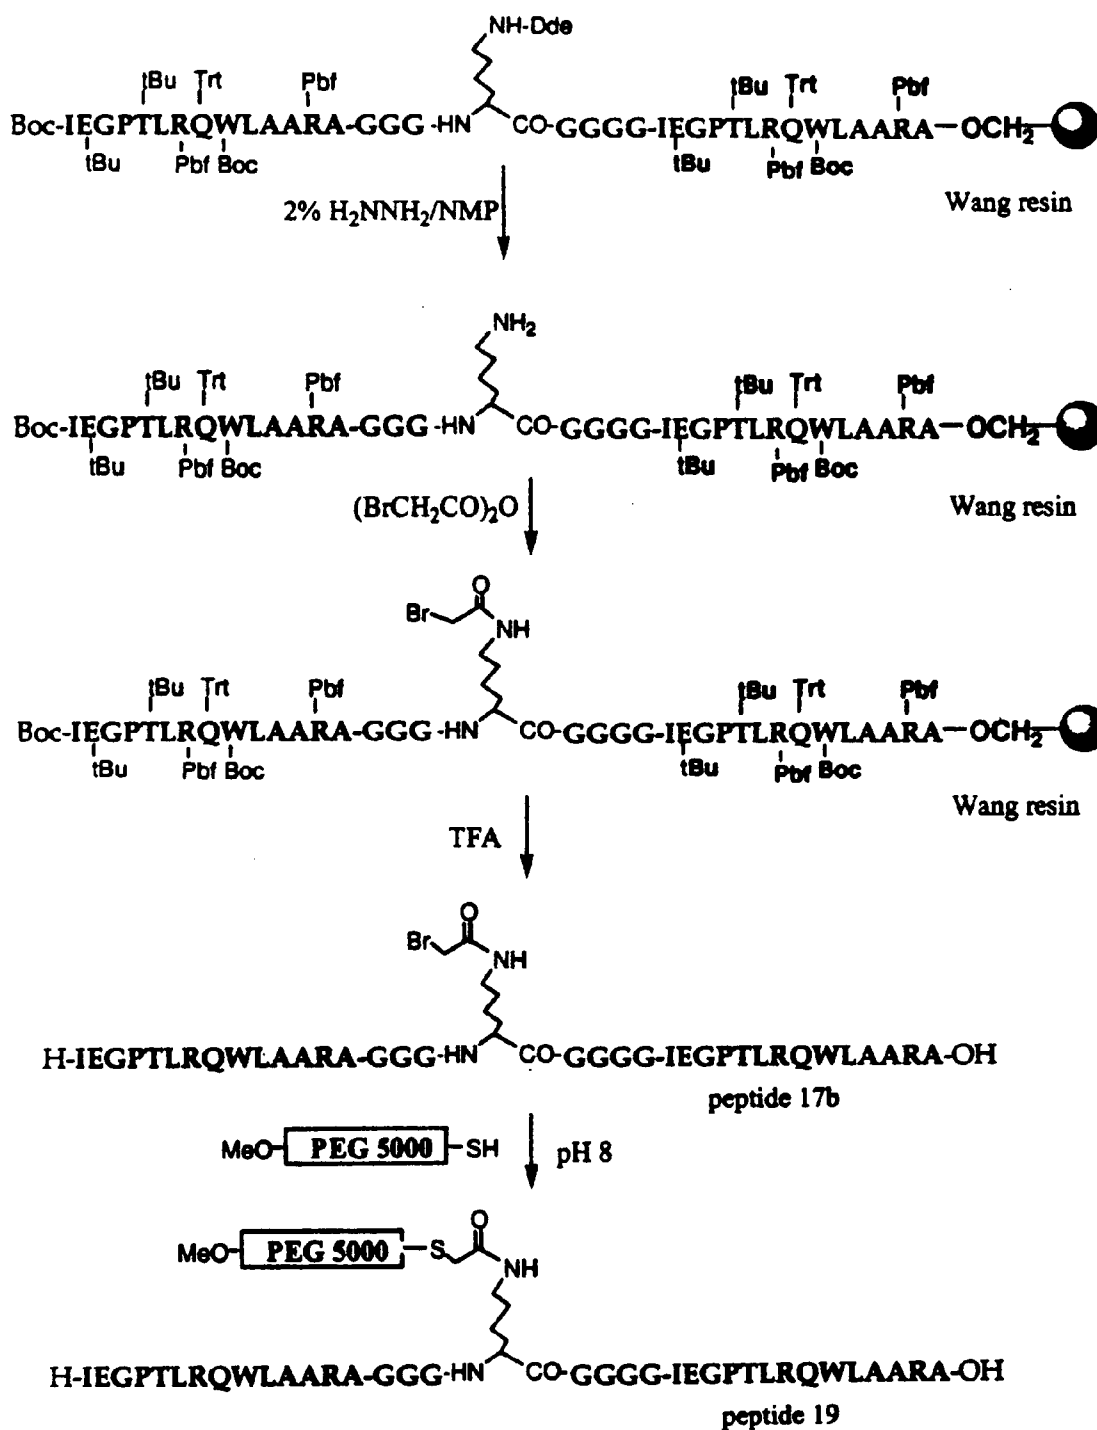 NH-Dde
tBu Trt Pbf tBu Trt Pbf
Boc-IEGPTLRQWLAARA-GGG-HN CO-GGGG-IEGPTLRQWLAARA-OCH2
tBu Pbf Boc tBu Pbf Boc
Wang resin
2% H2NNH2/NMP
NH2
tBu Trt Pbf tBu Trt Pbf
Boc-IEGPTLRQWLAARA-GGG-HN CO-GGGG-IEGPTLRQWLAARA-OCH2
tBu Pbf Boc tBu Pbf Boc
Wang resin
(BrCH2CO)2O
O
Br NH
tBu Trt Pbf tBu Trt Pbf
Boc-IEGPTLRQWLAARA-GGG-HN CO-GGGG-IEGPTLRQWLAARA-OCH2
tBu Pbf Boc tBu Pbf Boc
Wang resin
TFA
O
Br NH
H-IEGPTLRQWLAARA-GGG-HN CO-GGGG-IEGPTLRQWLAARA-OH
peptide 17b
MeO-PEG 5000-SH pH 8
O
MeO-PEG 5000-S NH
H-IEGPTLRQWLAARA-GGG-HN CO-GGGG-IEGPTLRQWLAARA-OH
peptide 19